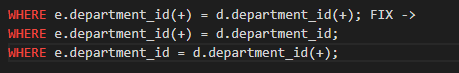 WHERE e.department_id(+) = d.department_id(+); FIX ->
WHERE e.department_id(+) = d.department_id;
WHERE e.department_id = d.department_id(+);